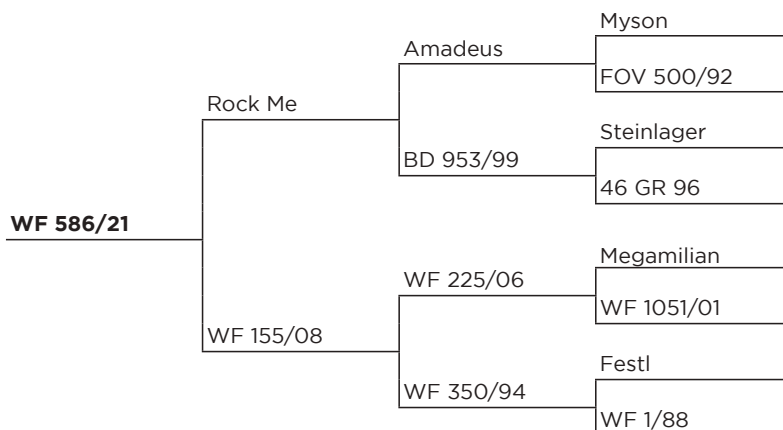 Myson
Amadeus
FOV 500/92
Rock Me
Steinlager
BD 953/99
46 GR 96
WF 586/21
Megamilian
WF 225/06
WF 1051/01
WF 155/08
Festl
WF 350/94
WF 1/88